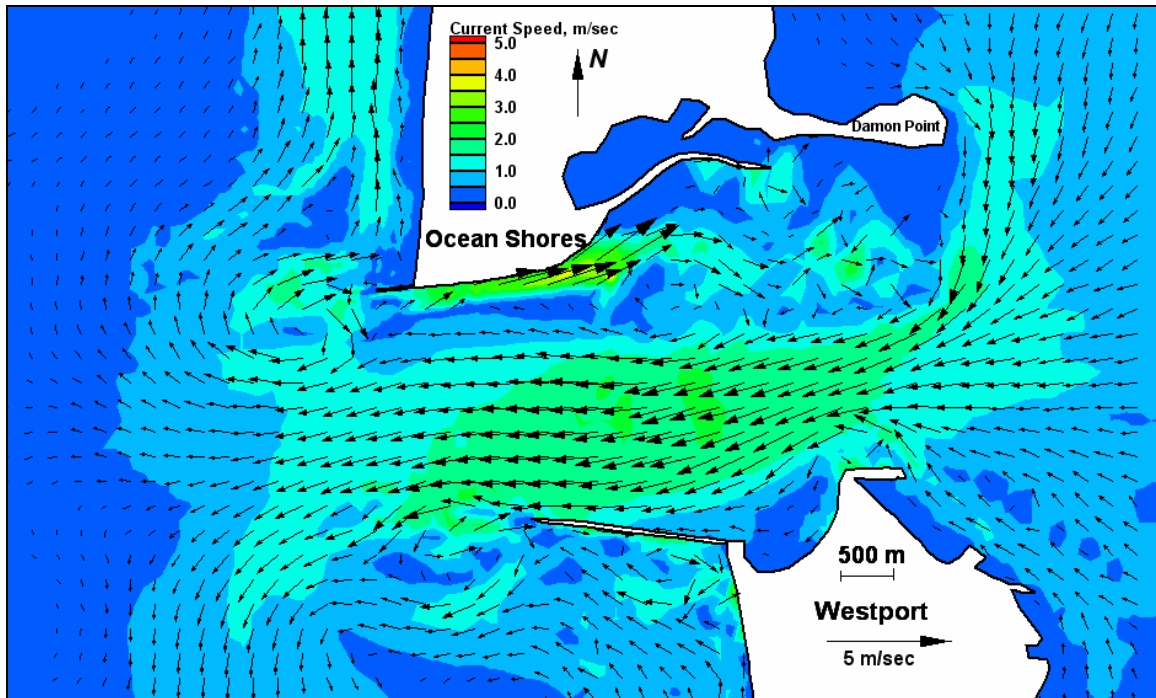 Current Speed, m/sec
5.0
4.0
3.0
2.0
1.0
0.0
N
Damon Point
Ocean Shores
500 m
Westport
5 m/sec